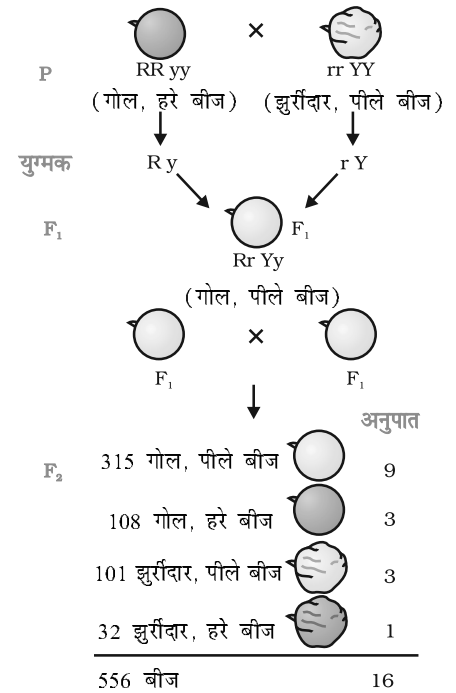 ×
P
RR yy rr YY
(गोल, हरे बीज) (झुर्रीदार, पीले बीज)
युग्मक R y r Y
F₁ F₁
Rr Yy
(गोल, पीले बीज)
×
F₁ F₁
अनुपात
F₂ 315 गोल, पीले बीज 9
108 गोल, हरे बीज 3
101 झुर्रीदार, पीले बीज 3
32 झुर्रीदार, हरे बीज 1
556 बीज 16